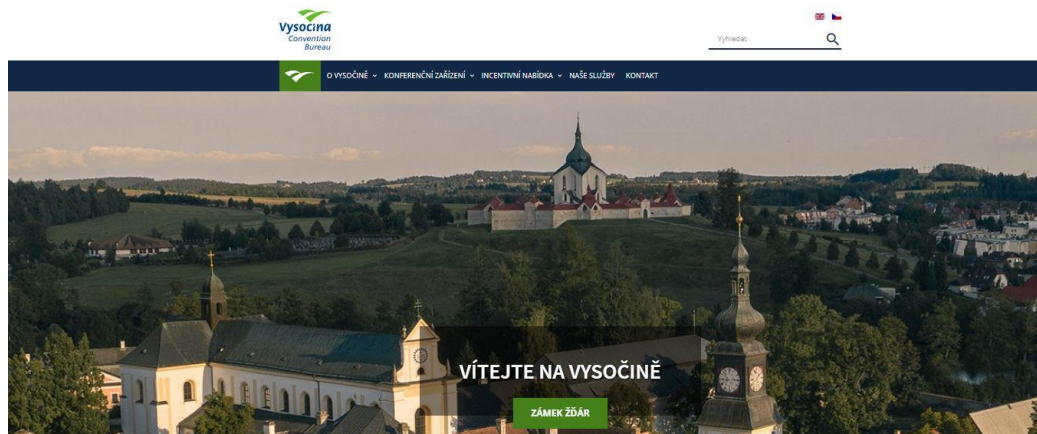 Vysočina
Convention
Bureau
Vyhledat
O VYSOČINĚ
KONFERENČNÍ ZAŘÍZENÍ
INCENTIVNÍ NABÍDKA
NAŠE SLUŽBY
KONTAKT
VÍTEJTE NA VYSOČINĚ
ZÁMEK ŽĎÁR